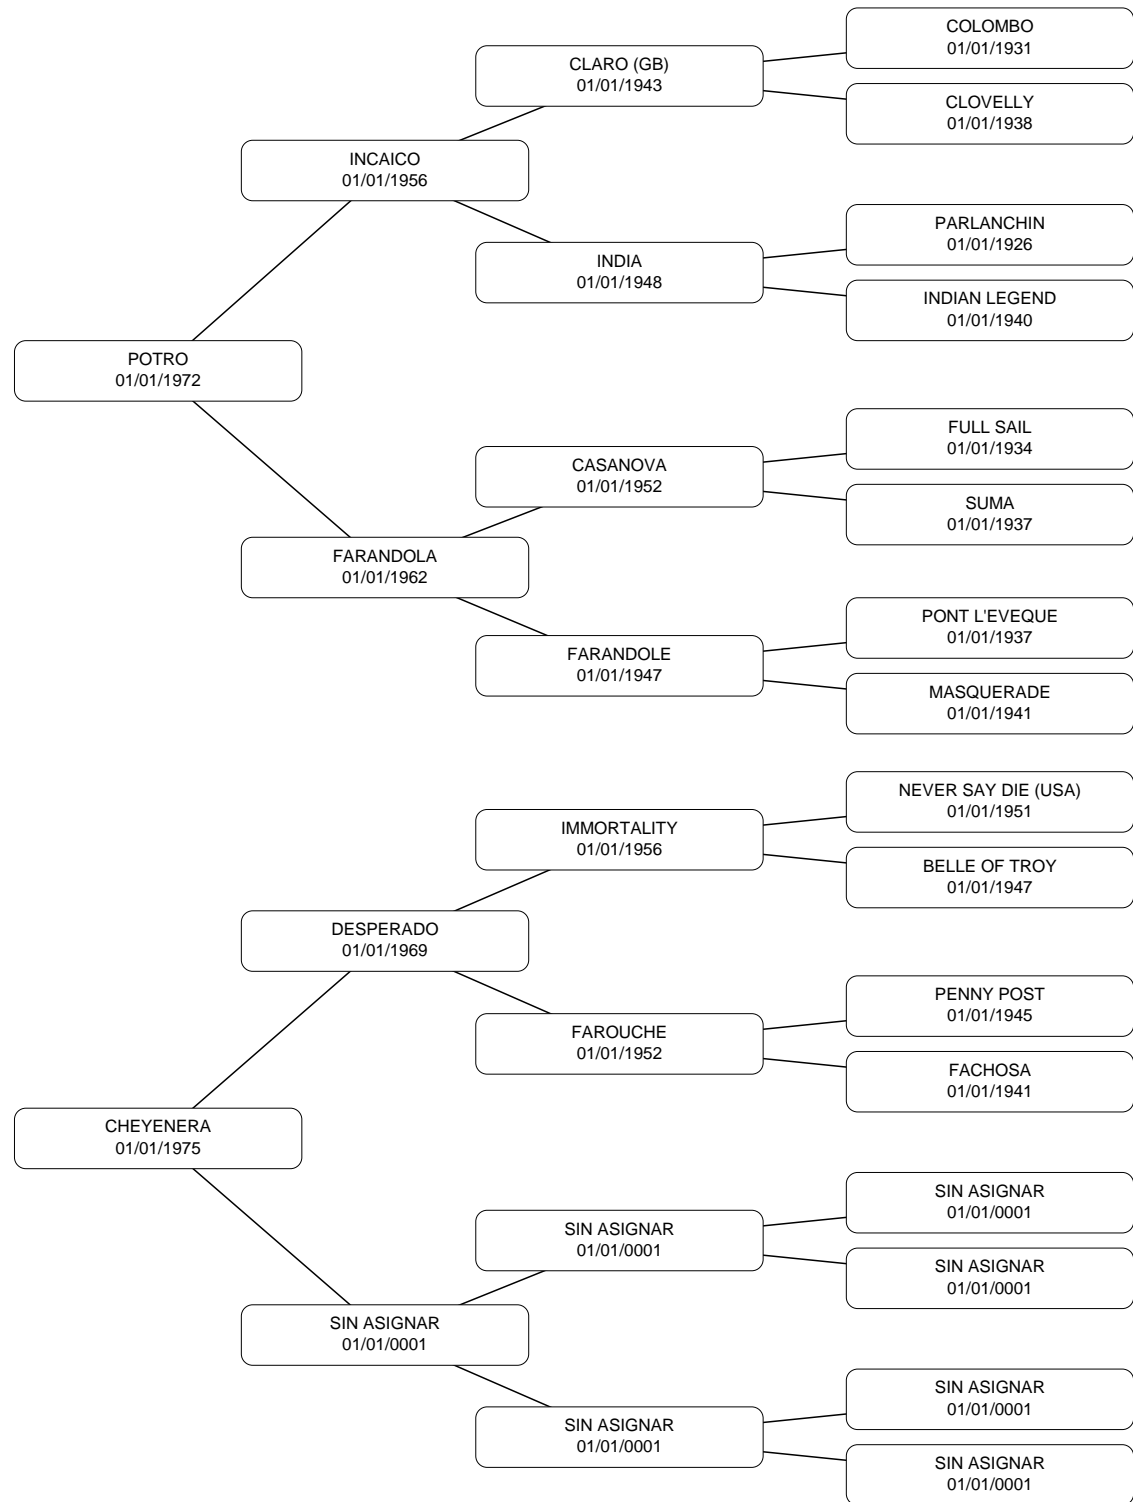 COLOMBO
01/01/1931
CLARO (GB)
01/01/1943
CLOVELLY
01/01/1938
INCAICO
01/01/1956
PARLANCHIN
01/01/1926
INDIA
01/01/1948
INDIAN LEGEND
01/01/1940
POTRO
01/01/1972
FULL SAIL
01/01/1934
CASANOVA
01/01/1952
SUMA
01/01/1937
FARANDOLA
01/01/1962
PONT L'EVEQUE
01/01/1937
FARANDOLE
01/01/1947
MASQUERADE
01/01/1941
NEVER SAY DIE (USA)
01/01/1951
IMMORTALITY
01/01/1956
BELLE OF TROY
01/01/1947
DESPERADO
01/01/1969
PENNY POST
01/01/1945
FAROUCHE
01/01/1952
FACHOSA
01/01/1941
CHEYENERA
01/01/1975
SIN ASIGNAR
01/01/0001
SIN ASIGNAR
01/01/0001
SIN ASIGNAR
01/01/0001
SIN ASIGNAR
01/01/0001
SIN ASIGNAR
01/01/0001
SIN ASIGNAR
01/01/0001
SIN ASIGNAR
01/01/0001